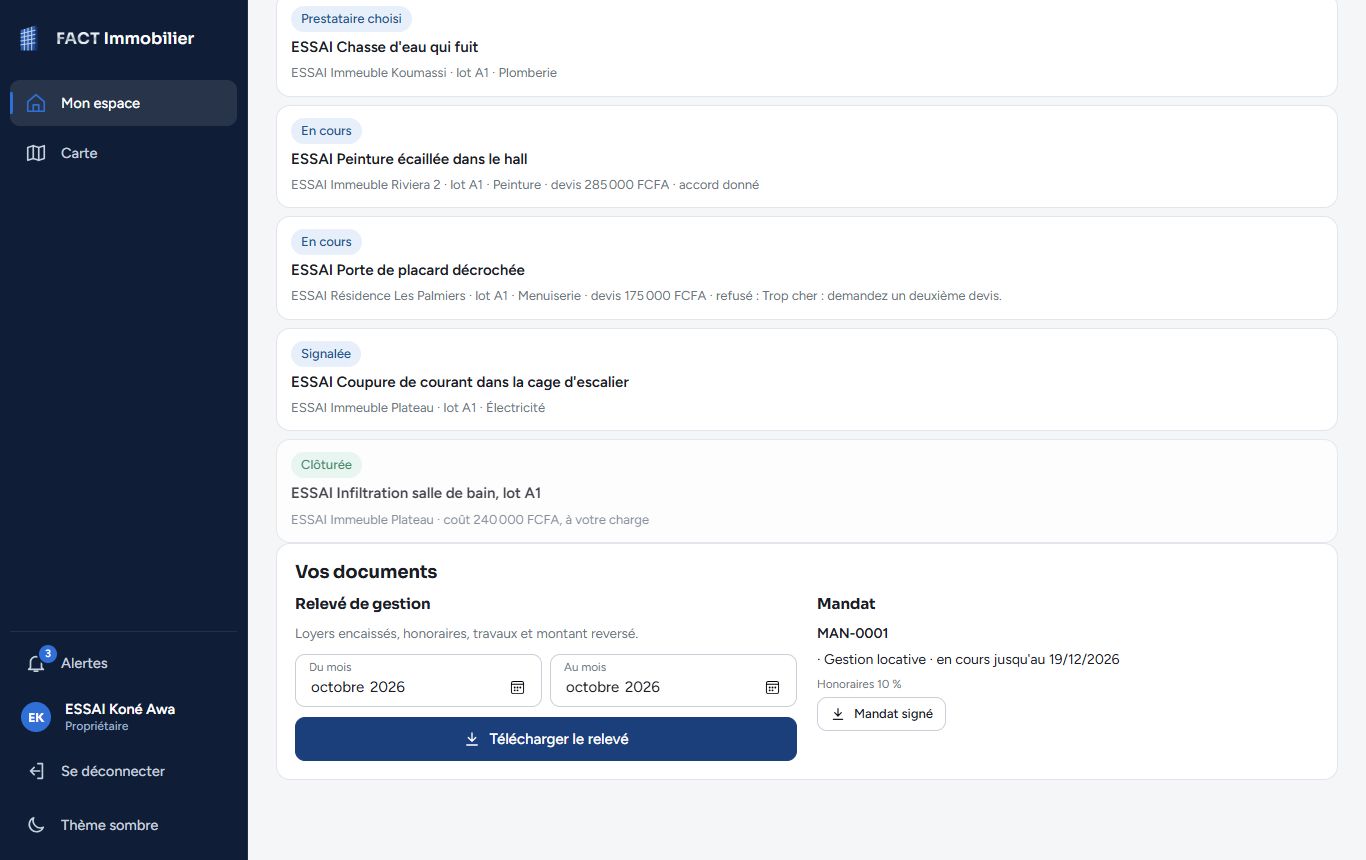 FACT Immobilier
Mon espace
Carte
3
Alertes
EK
ESSAI Koné Awa
Propriétaire
Se déconnecter
Thème sombre
Prestataire choisi
ESSAI Chasse d'eau qui fuit
ESSAI Immeuble Koumassi · lot A1 · Plomberie
En cours
ESSAI Peinture écaillée dans le hall
ESSAI Immeuble Riviera 2 · lot A1 · Peinture · devis 285 000 FCFA · accord donné
En cours
ESSAI Porte de placard décrochée
ESSAI Résidence Les Palmiers · lot A1 · Menuiserie · devis 175 000 FCFA · refusé : Trop cher : demandez un deuxième devis.
Signalée
ESSAI Coupure de courant dans la cage d'escalier
ESSAI Immeuble Plateau · lot A1 · Électricité
Clôturée
ESSAI Infiltration salle de bain, lot A1
ESSAI Immeuble Plateau · coût 240 000 FCFA, à votre charge
Vos documents
Relevé de gestion
Loyers encaissés, honoraires, travaux et montant reversé.
Du mois
octobre 2026
Au mois
octobre 2026
Télécharger le relevé
Mandat
MAN-0001
· Gestion locative · en cours jusqu'au 19/12/2026
Honoraires 10 %
Mandat signé